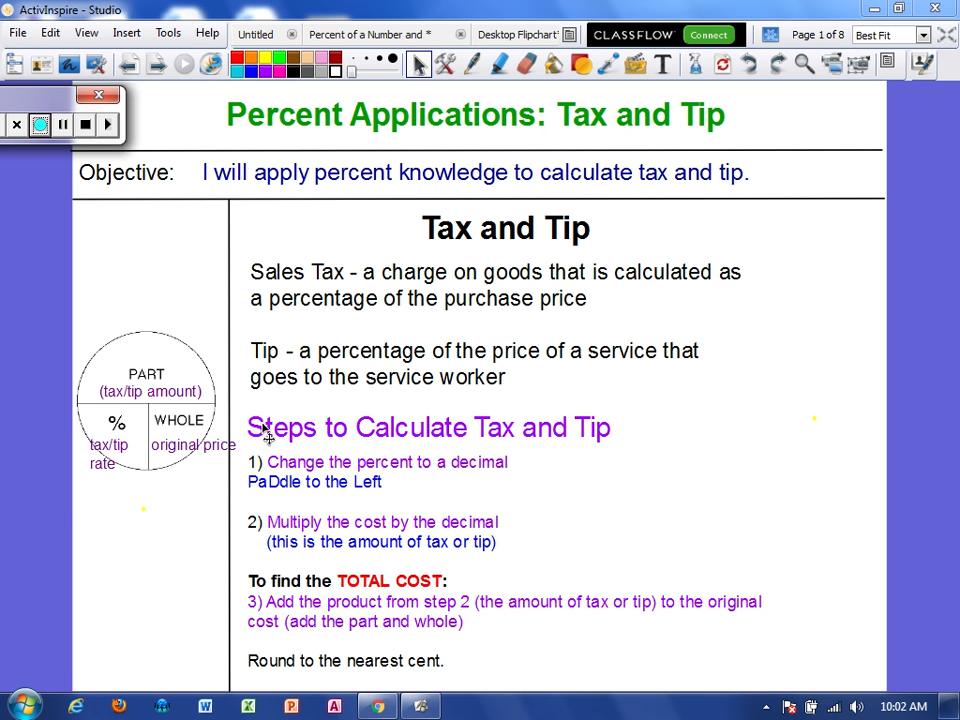 ActivInspire - Studio
File Edit View Insert Tools Help
Untitled
Percent of a Number and *
Desktop Flipchart*
CLASSFLOW Connect
Page 1 of 8
Best Fit
Percent Applications: Tax and Tip
Objective: I will apply percent knowledge to calculate tax and tip.
Tax and Tip
Sales Tax - a charge on goods that is calculated as
a percentage of the purchase price
Tip - a percentage of the price of a service that
goes to the service worker
PART
(tax/tip amount)
%
WHOLE
tax/tip
rate
original price
Steps to Calculate Tax and Tip
1) Change the percent to a decimal
PaDdle to the Left
2) Multiply the cost by the decimal
(this is the amount of tax or tip)
To find the TOTAL COST:
3) Add the product from step 2 (the amount of tax or tip) to the original
cost (add the part and whole)
Round to the nearest cent.
10:02 AM